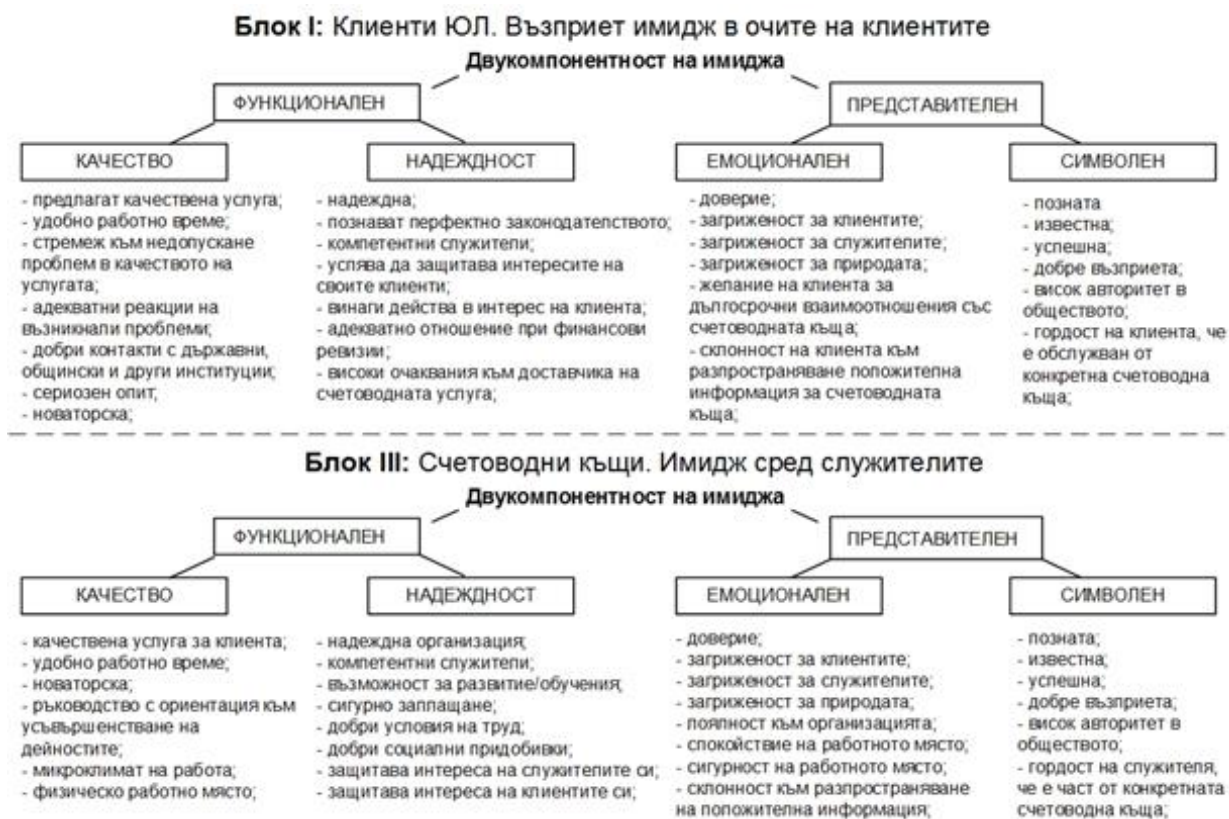 Блок I: Клиенти ЮЛ. Възприет имидж в очите на клиентите
Двукомпонентност на имиджа
ФУНКЦИОНАЛЕН
ПРЕДСТАВИТЕЛЕН
КАЧЕСТВО
НАДЕЖДНОСТ
ЕМОЦИОНАЛЕН
СИМВОЛЕН
- предлагат качествена услуга;
- удобно работно време;
- стремеж към недопускане
проблем в качеството на
услугата;
- адекватни реакции на
възникнали проблеми;
- добри контакти с държавни,
общински и други институции;
- сериозен опит;
- новаторска;
- надеждна;
- познават перфектно законодателството;
- компетентни служители;
- успява да защитава интересите на
своите клиенти;
- винаги действа в интерес на клиента;
- адекватно отношение при финансови
ревизии;
- високи очаквания към доставчика на
счетоводната услуга;
- доверие;
- загриженост за клиентите;
- загриженост за служителите;
- загриженост за природата;
- желание на клиента за
дългосрочни взаимоотношения със
счетоводната къща;
- склонност на клиента към
разпространяване положителна
информация за счетоводната
къща;
- позната
- известна;
- успешна;
- добре възприета;
- висок авторитет в
обществото;
- гордост на клиента, че
е обслужван от
конкретна счетоводна
къща;
Блок III: Счетоводни къщи. Имидж сред служителите
Двукомпонентност на имиджа
ФУНКЦИОНАЛЕН
ПРЕДСТАВИТЕЛЕН
КАЧЕСТВО
НАДЕЖДНОСТ
ЕМОЦИОНАЛЕН
СИМВОЛЕН
- качествена услуга за клиента;
- удобно работно време;
- новаторска;
- ръководство с ориентация към
усъвършенстване на
дейностите;
- микроклимат на работа;
- физическо работно място;
- надеждна организация;
- компетентни служители;
- възможност за развитие/обучения;
- сигурно заплащане;
- добри условия на труд;
- добри социални придобивки;
- защитава интереса на служителите си;
- защитава интереса на клиентите си;
- доверие;
- загриженост за клиентите;
- загриженост за служителите;
- загриженост за природата;
- лоялност към организацията;
- спокойствие на работното място;
- сигурност на работното място;
- склонност към разпространяване
на положителна информация;
- позната;
- известна;
- успешна;
- добре възприета;
- висок авторитет в
обществото;
- гордост на служителя,
че е част от конкретната
счетоводна къща;